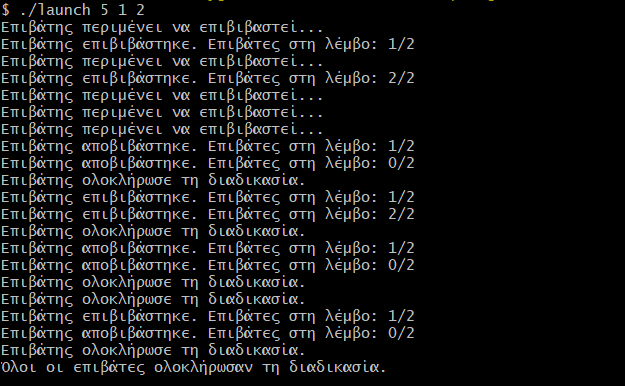 $ ./launch 5 1 2
Επιβάτης περιμένει να επιβιβαστεί...
Επιβάτης επιβιβάστηκε. Επιβάτες στη λέμβο: 1/2
Επιβάτης περιμένει να επιβιβαστεί...
Επιβάτης επιβιβάστηκε. Επιβάτες στη λέμβο: 2/2
Επιβάτης περιμένει να επιβιβαστεί...
Επιβάτης περιμένει να επιβιβαστεί...
Επιβάτης περιμένει να επιβιβαστεί...
Επιβάτης αποβιβάστηκε. Επιβάτες στη λέμβο: 1/2
Επιβάτης αποβιβάστηκε. Επιβάτες στη λέμβο: 0/2
Επιβάτης ολοκλήρωσε τη διαδικασία.
Επιβάτης επιβιβάστηκε. Επιβάτες στη λέμβο: 1/2
Επιβάτης επιβιβάστηκε. Επιβάτες στη λέμβο: 2/2
Επιβάτης ολοκλήρωσε τη διαδικασία.
Επιβάτης αποβιβάστηκε. Επιβάτες στη λέμβο: 1/2
Επιβάτης αποβιβάστηκε. Επιβάτες στη λέμβο: 0/2
Επιβάτης ολοκλήρωσε τη διαδικασία.
Επιβάτης ολοκλήρωσε τη διαδικασία.
Επιβάτης επιβιβάστηκε. Επιβάτες στη λέμβο: 1/2
Επιβάτης αποβιβάστηκε. Επιβάτες στη λέμβο: 0/2
Επιβάτης ολοκλήρωσε τη διαδικασία.
Όλοι οι επιβάτες ολοκλήρωσαν τη διαδικασία.